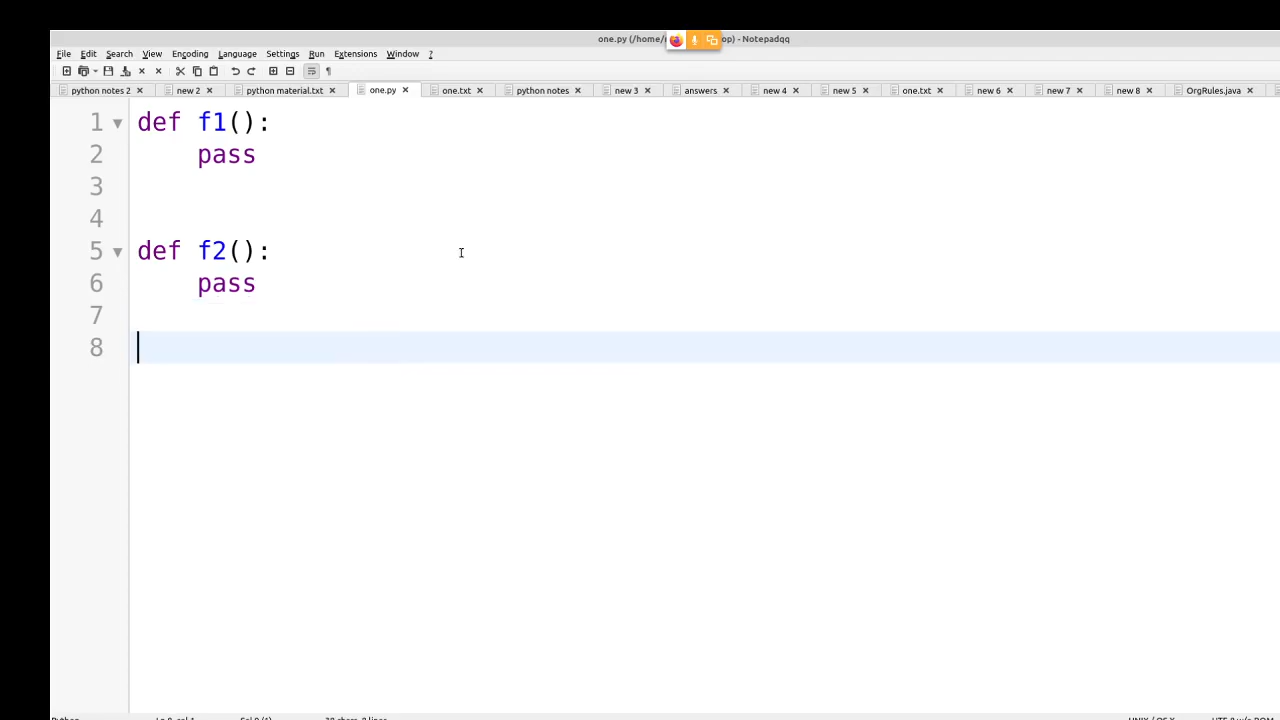 one.py (/home/ op) - Notepadqq
File Edit Search View Encoding Language Settings Run Extensions Window ?
python notes 2 new 2 python material.txt one.py one.txt python notes new 3 answers new 4 new 5 one.txt new 6 new 7 new 8 OrgRules.java
1 def f1():
2 pass
3
4
5 def f2():
6 pass
7
8